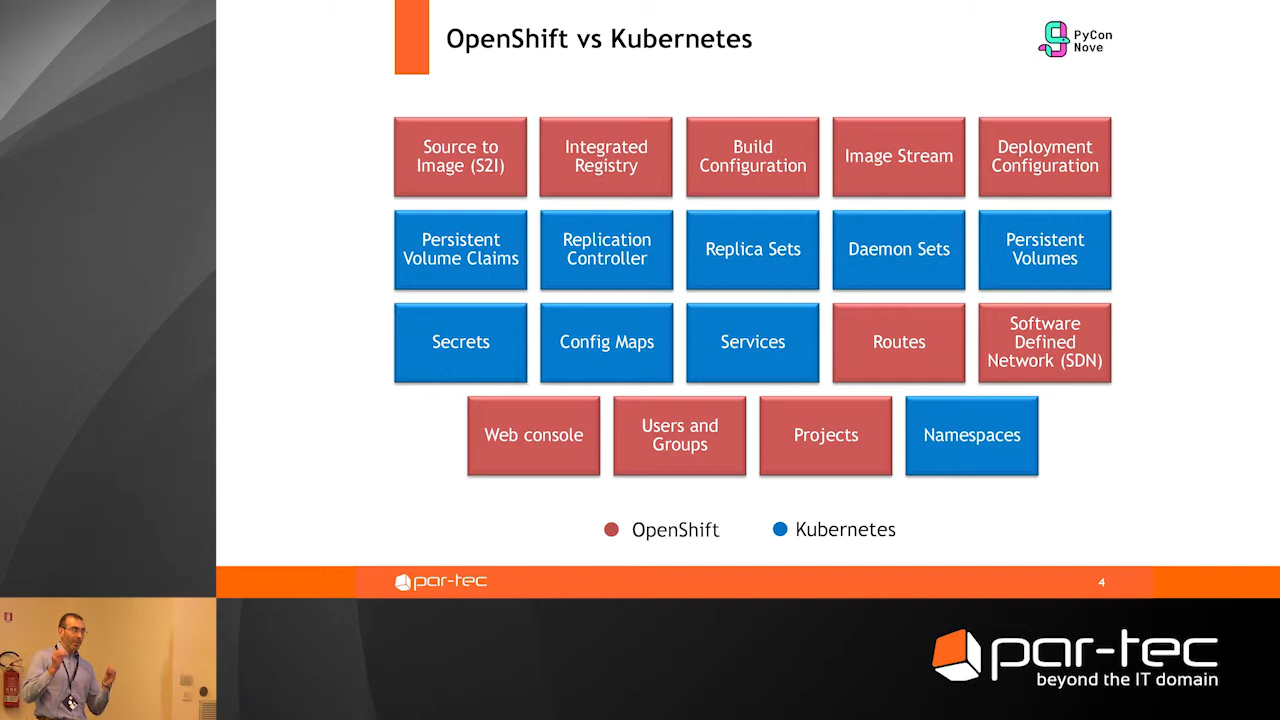 OpenShift vs Kubernetes
PyCon
Nove
Source to
Image (S2I)
Integrated
Registry
Build
Configuration
Image Stream
Deployment
Configuration
Persistent
Volume Claims
Replication
Controller
Replica Sets
Daemon Sets
Persistent
Volumes
Secrets
Config Maps
Services
Routes
Software
Defined
Network (SDN)
Web console
Users and
Groups
Projects
Namespaces
OpenShift
Kubernetes
par-tec
4
par-tec
beyond the IT domain